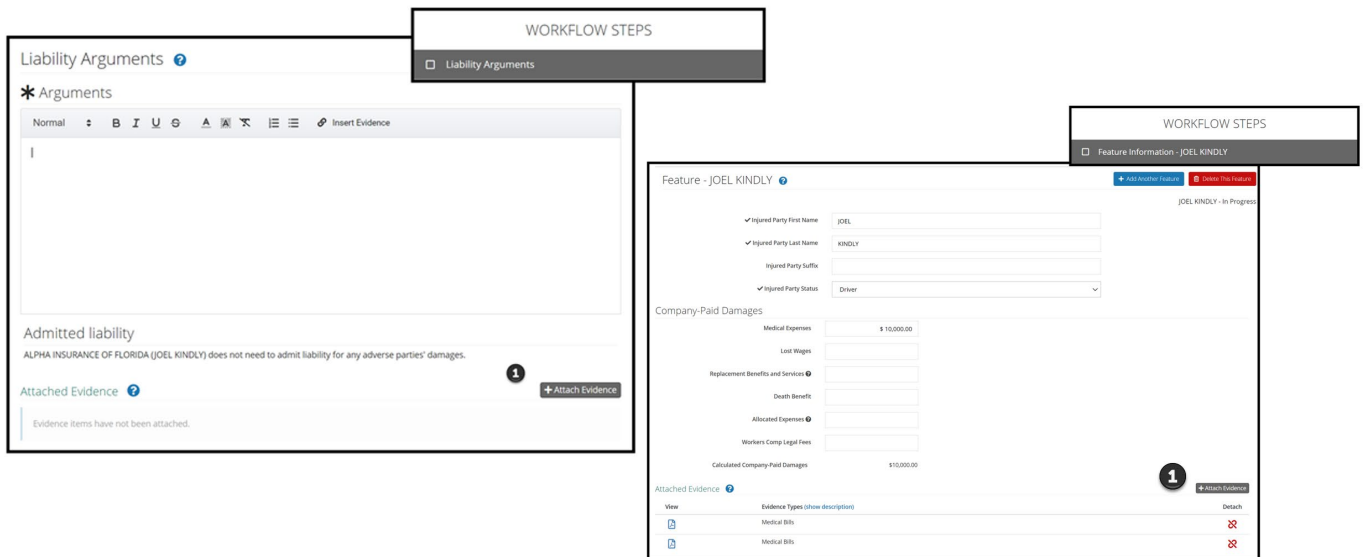 WORKFLOW STEPS
Liability Arguments
Liability Arguments
Arguments
Normal B I U S A A Insert Evidence
Admitted liability
ALPHA INSURANCE OF FLORIDA (JOEL KINDLY) does not need to admit liability for any adverse parties' damages.
1
Attached Evidence + Attach Evidence
Evidence items have not been attached.
WORKFLOW STEPS
Feature Information - JOEL KINDLY
Feature - JOEL KINDLY + Add Another Feature Delete This Feature
JOEL KINDLY - In Progress
Injured Party First Name JOEL
Injured Party Last Name KINDLY
Injured Party Suffix
Injured Party Status Driver
Company-Paid Damages
Medical Expenses $ 10,000.00
Lost Wages
Replacement Benefits and Services
Death Benefit
Allocated Expenses
Workers Comp Legal Fees
Calculated Company-Paid Damages $10,000.00
1
Attached Evidence + Attach Evidence
View Evidence Types (show description) Detach
Medical Bills
Medical Bills